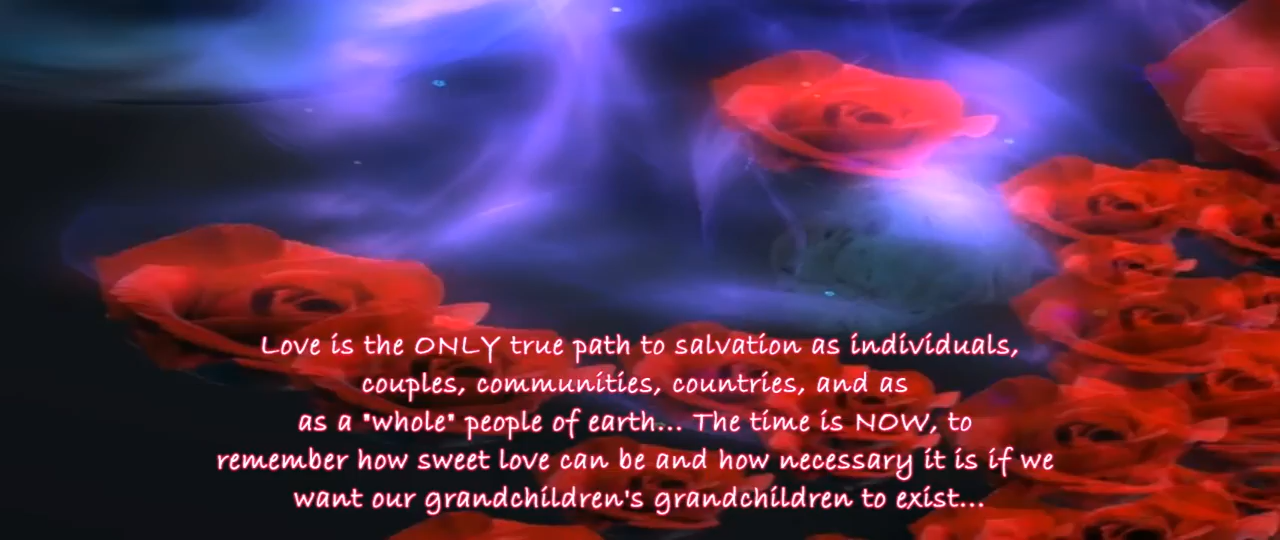 Love is the ONLY true path to salvation as individuals,
couples, communities, countries, and as
as a "whole" people of earth... The time is NOW, to
remember how sweet love can be and how necessary it is if we
want our grandchildren's grandchildren to exist...